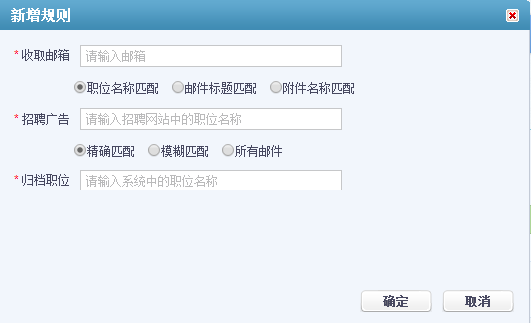 新增规则
*收取邮箱 请输入邮箱
职位名称匹配 邮件标题匹配 附件名称匹配
*招聘广告 请输入招聘网站中的职位名称
精确匹配 模糊匹配 所有邮件
*归档职位 请输入系统中的职位名称
确定 取消